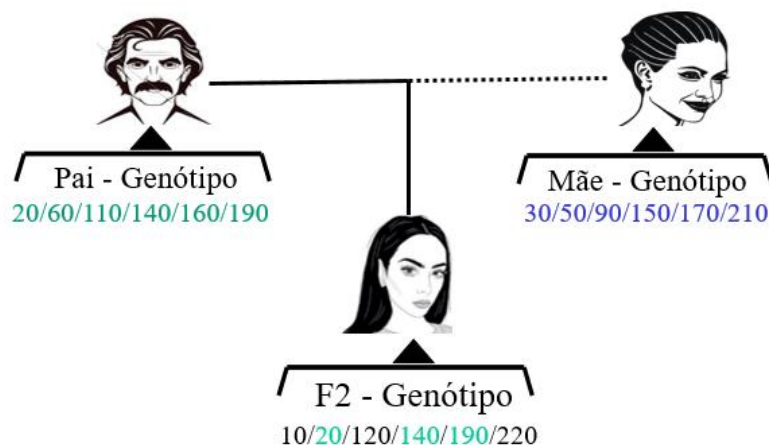 Pai - Genótipo
20/60/110/140/160/190
Mãe - Genótipo
30/50/90/150/170/210
F2 - Genótipo
10/20/120/140/190/220